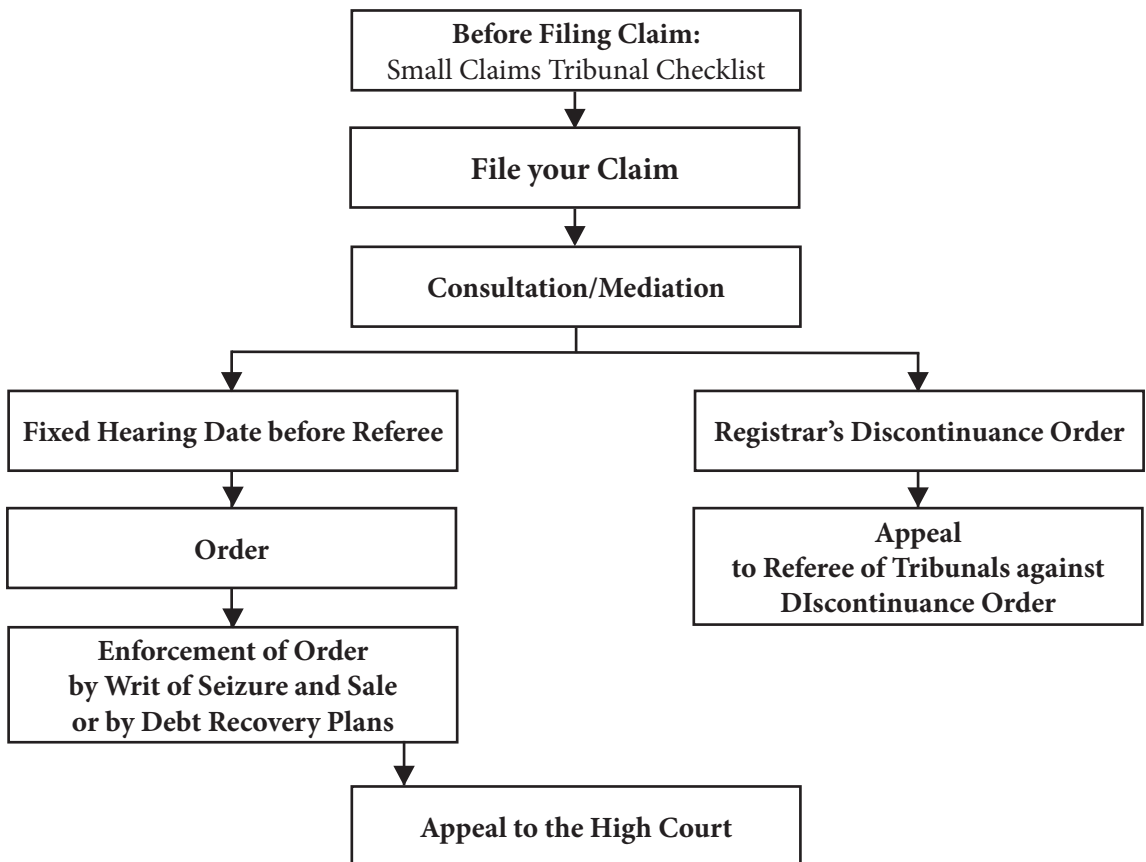 Before Filing Claim:
Small Claims Tribunal Checklist
File your Claim
Consultation/Mediation
Fixed Hearing Date before Referee
Registrar’s Discontinuance Order
Order
Appeal
to Referee of Tribunals against
DIscontinuance Order
Enforcement of Order
by Writ of Seizure and Sale
or by Debt Recovery Plans
Appeal to the High Court